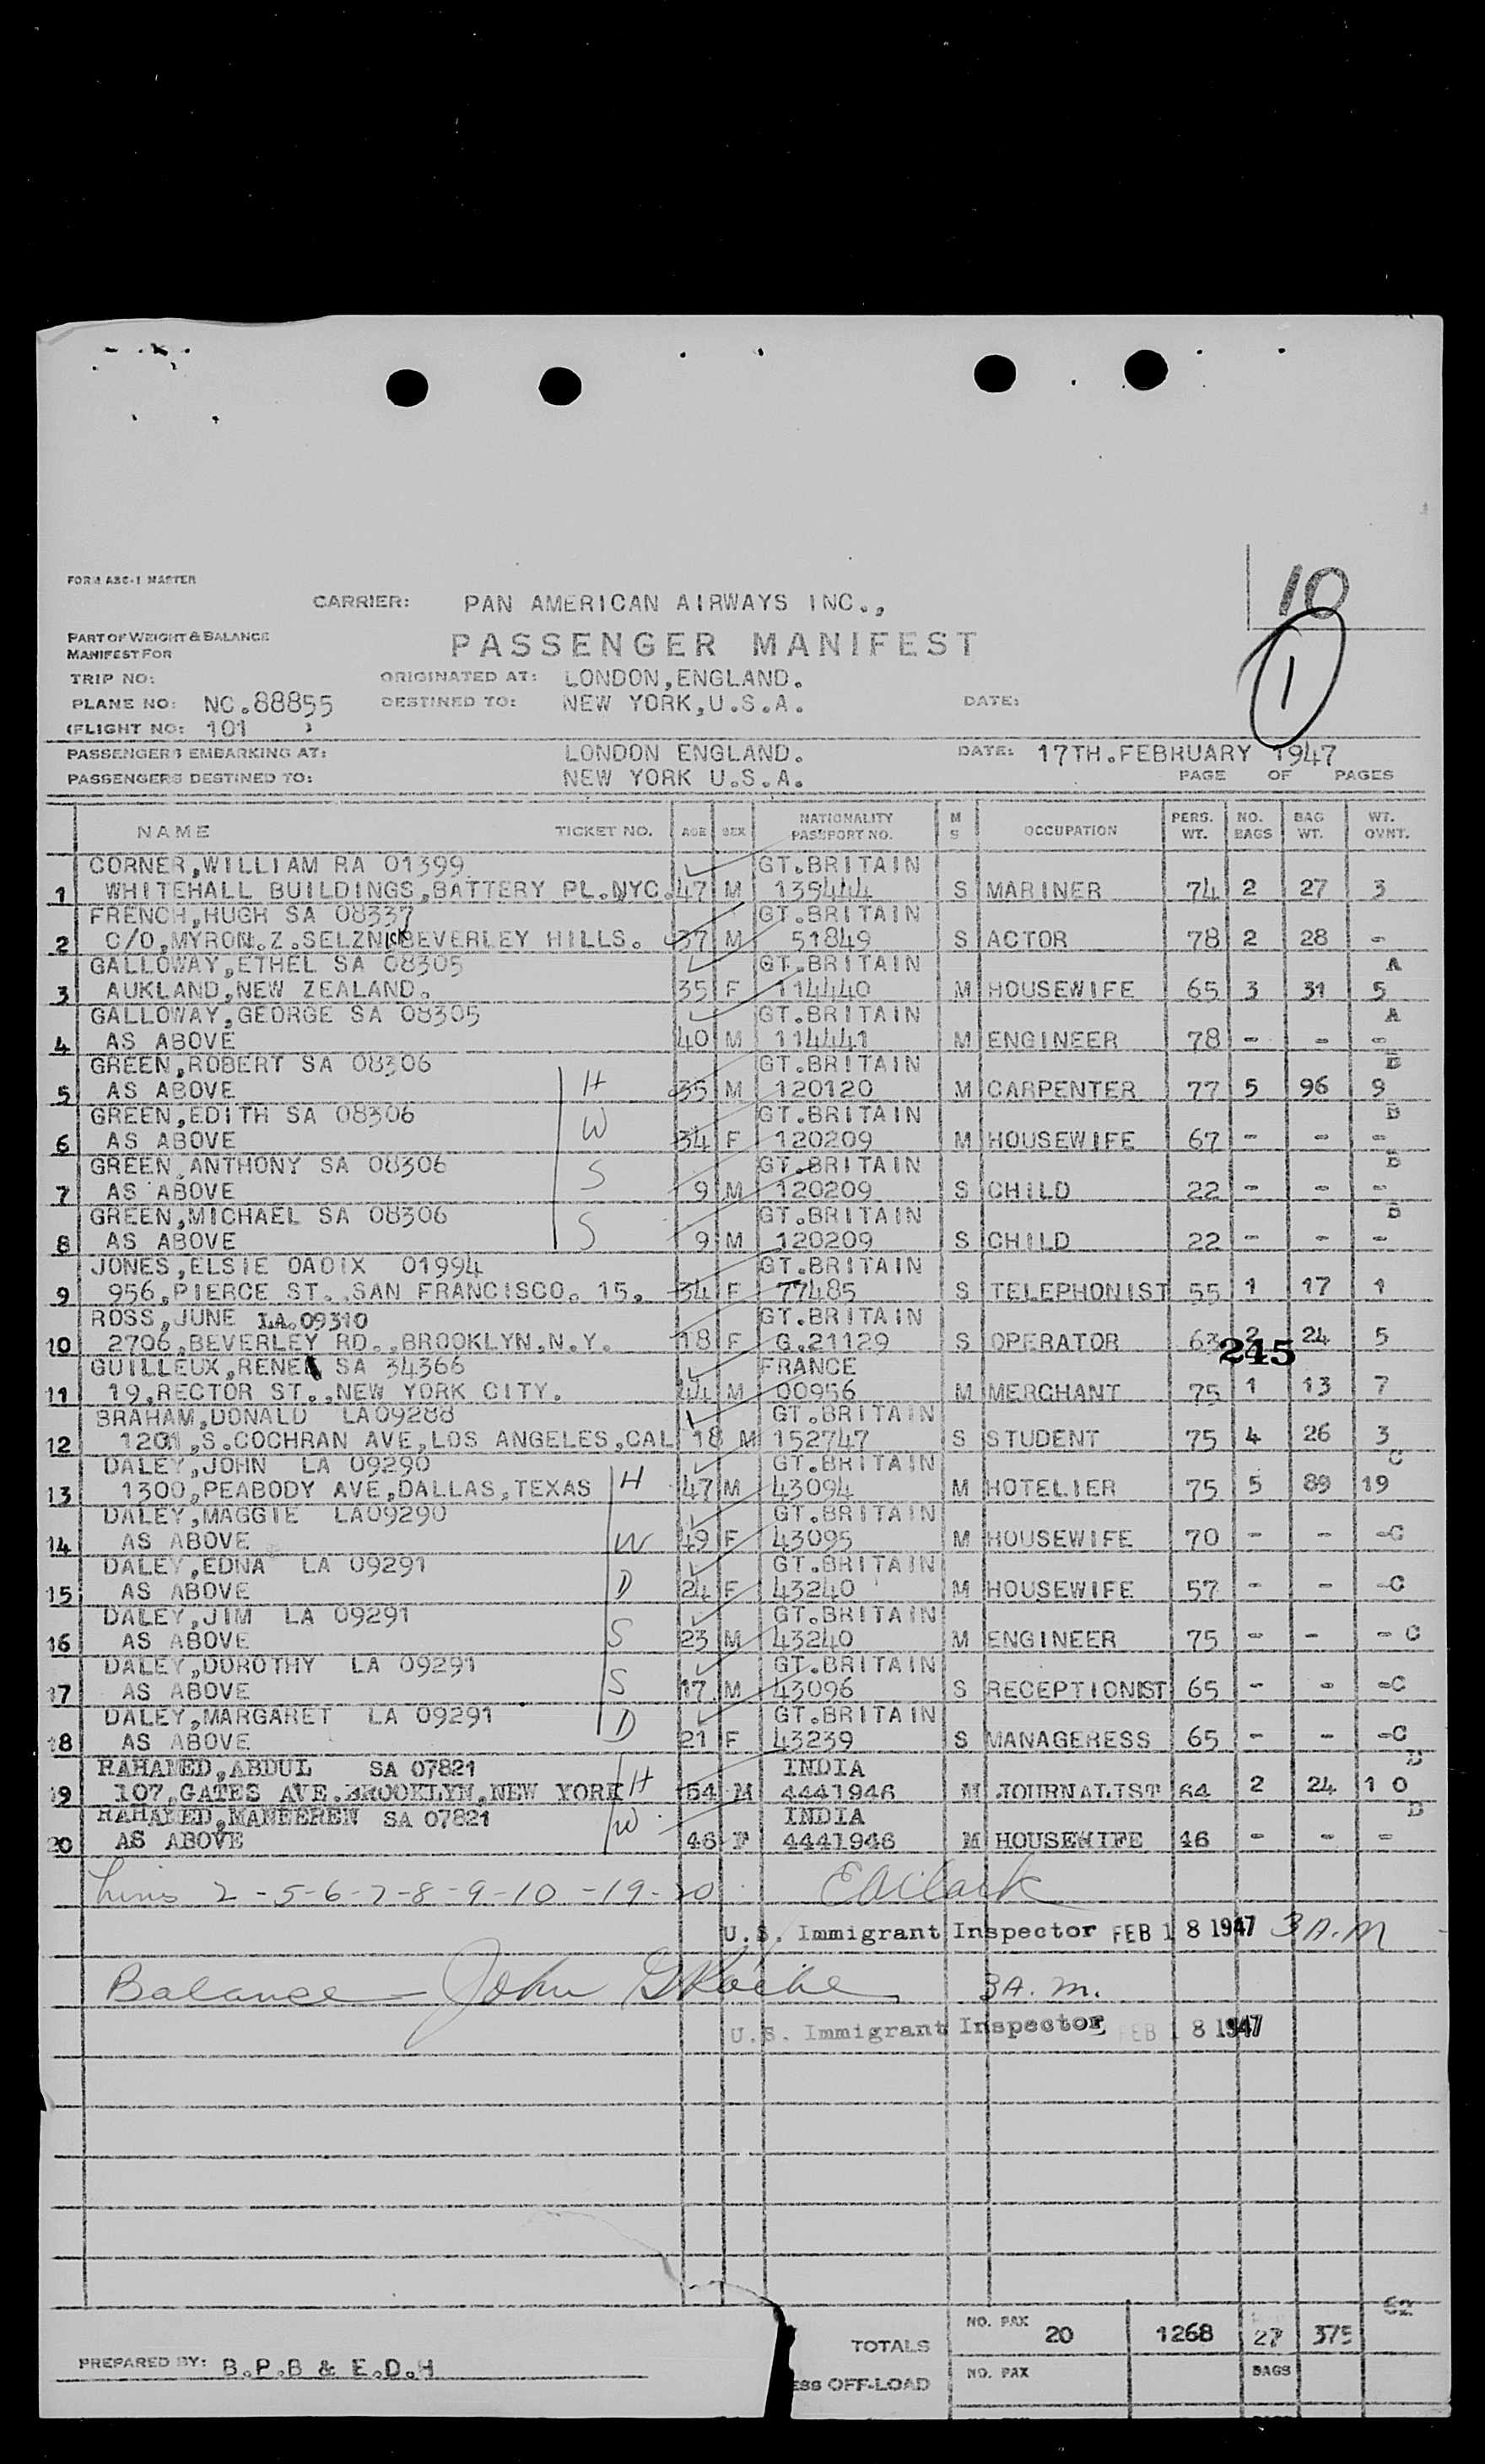 10
FORM ABC-1 MASTER
CARRIER: PAN AMERICAN AIRWAYS INC.,
1
PART OF WEIGHT & BALANCE
MANIFEST FOR
PASSENGER MANIFEST
TRIP NO: ORIGINATED AT: LONDON,ENGLAND.
PLANE NO: NC.88855 DESTINED TO: NEW YORK,U.S.A. DATE:
(FLIGHT NO: 101 )
PASSENGERS EMBARKING AT: LONDON ENGLAND. DATE: 17TH.FEBRUARY 1947
PASSENGERS DESTINED TO: NEW YORK U.S.A. PAGE OF PAGES
NAME TICKET NO. AGE SEX NATIONALITY PASSPORT NO. M S OCCUPATION PERS. WT. NO. BAGS BAG WT. WT. OVNT.
CORNER,WILLIAM RA 01399 GT.BRITAIN
1 WHITEHALL BUILDINGS,BATTERY PL.NYC. 47 M 135444 S MARINER 74 2 27 3
FRENCH,HUGH SA 08337 GT.BRITAIN
2 C/O,MYRON.Z.SELZNICK BEVERLEY HILLS. 37 M 51849 S ACTOR 78 2 28 -
GALLOWAY,ETHEL SA 08305 GT.BRITAIN A
3 AUKLAND,NEW ZEALAND. 35 F 114440 M HOUSEWIFE 65 3 31 5
GALLOWAY,GEORGE SA 08305 GT.BRITAIN A
4 AS ABOVE 40 M 114441 M ENGINEER 78 - - -
GREEN,ROBERT SA 08306 GT.BRITAIN B
5 AS ABOVE H 35 M 120120 M CARPENTER 77 5 96 9
GREEN,EDITH SA 08306 GT.BRITAIN B
6 AS ABOVE W 34 F 120209 M HOUSEWIFE 67 - - -
GREEN,ANTHONY SA 08306 GT.BRITAIN B
7 AS ABOVE S 9 M 120209 S CHILD 22 - - -
GREEN,MICHAEL SA 08306 GT.BRITAIN B
8 AS ABOVE S 9 M 120209 S CHILD 22 - - -
JONES,ELSIE OADIX 01994 GT.BRITAIN
9 956,PIERCE ST.,SAN FRANCISCO. 15. 34 F 77485 S TELEPHONIST 55 1 17 1
ROSS,JUNE LA.09310 GT.BRITAIN
10 2706,BEVERLEY RD.,BROOKLYN.N.Y. 18 F G.21129 S OPERATOR 63 2 24 5
245
GUILLEUX,RENE SA 34366 FRANCE
11 19,RECTOR ST.,NEW YORK CITY. 44 M 00956 M MERCHANT 75 1 13 7
BRAHAM,DONALD LA09288 GT.BRITAIN
12 1201,S.COCHRAN AVE,LOS ANGELES,CAL 18 M 152747 S STUDENT 75 4 26 3
DALEY,JOHN LA 09290 GT.BRITAIN C
13 1300,PEABODY AVE,DALLAS,TEXAS H 47 M 43094 M HOTELIER 75 5 89 19
DALEY,MAGGIE LA09290 GT.BRITAIN
14 AS ABOVE W 49 F 43095 M HOUSEWIFE 70 - - -C
DALEY,EDNA LA 09291 GT.BRITAIN
15 AS ABOVE D 24 F 43240 M HOUSEWIFE 57 - - -C
DALEY,JIM LA 09291 GT.BRITAIN
16 AS ABOVE S 23 M 43240 M ENGINEER 75 - - - C
DALEY,DOROTHY LA 09291 GT.BRITAIN
17 AS ABOVE S 17 M 43096 S RECEPTIONIST 65 - - -C
DALEY,MARGARET LA 09291 GT.BRITAIN
18 AS ABOVE D 21 F 43239 S MANAGERESS 65 - - -C
RAHAMED,ABDUL SA 07821 INDIA D
19 107,GATES AVE.BROOKLYN,NEW YORK H 54 M 4441946 M JOURNALIST 64 2 24 10
RAHAMED,MANEEREN SA 07821 INDIA D
20 AS ABOVE W 46 F 4441946 M HOUSEWIFE 46 - - -
Lines 2-5-6-7-8-9-10-19-20
U.S. Immigrant Inspector FEB 18 1947 3 A.M
Balance - John 3 A.m.
U.S. Immigrant Inspector FEB 18 1947
62
TOTALS NO. PAX 20 1268 27 375
PREPARED BY: B.P.B & E.D.H
ESS OFF-LOAD NO. PAX BAGS